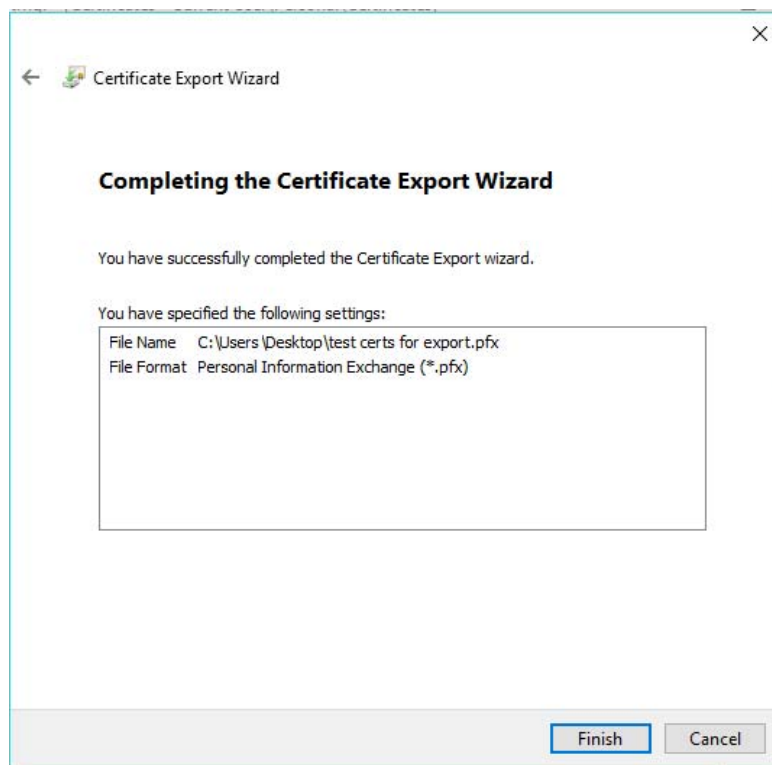 Certificate Export Wizard
Completing the Certificate Export Wizard
You have successfully completed the Certificate Export wizard.
You have specified the following settings:
File Name C:\Users\Desktop\test certs for export.pfx
File Format Personal Information Exchange (*.pfx)
Finish Cancel